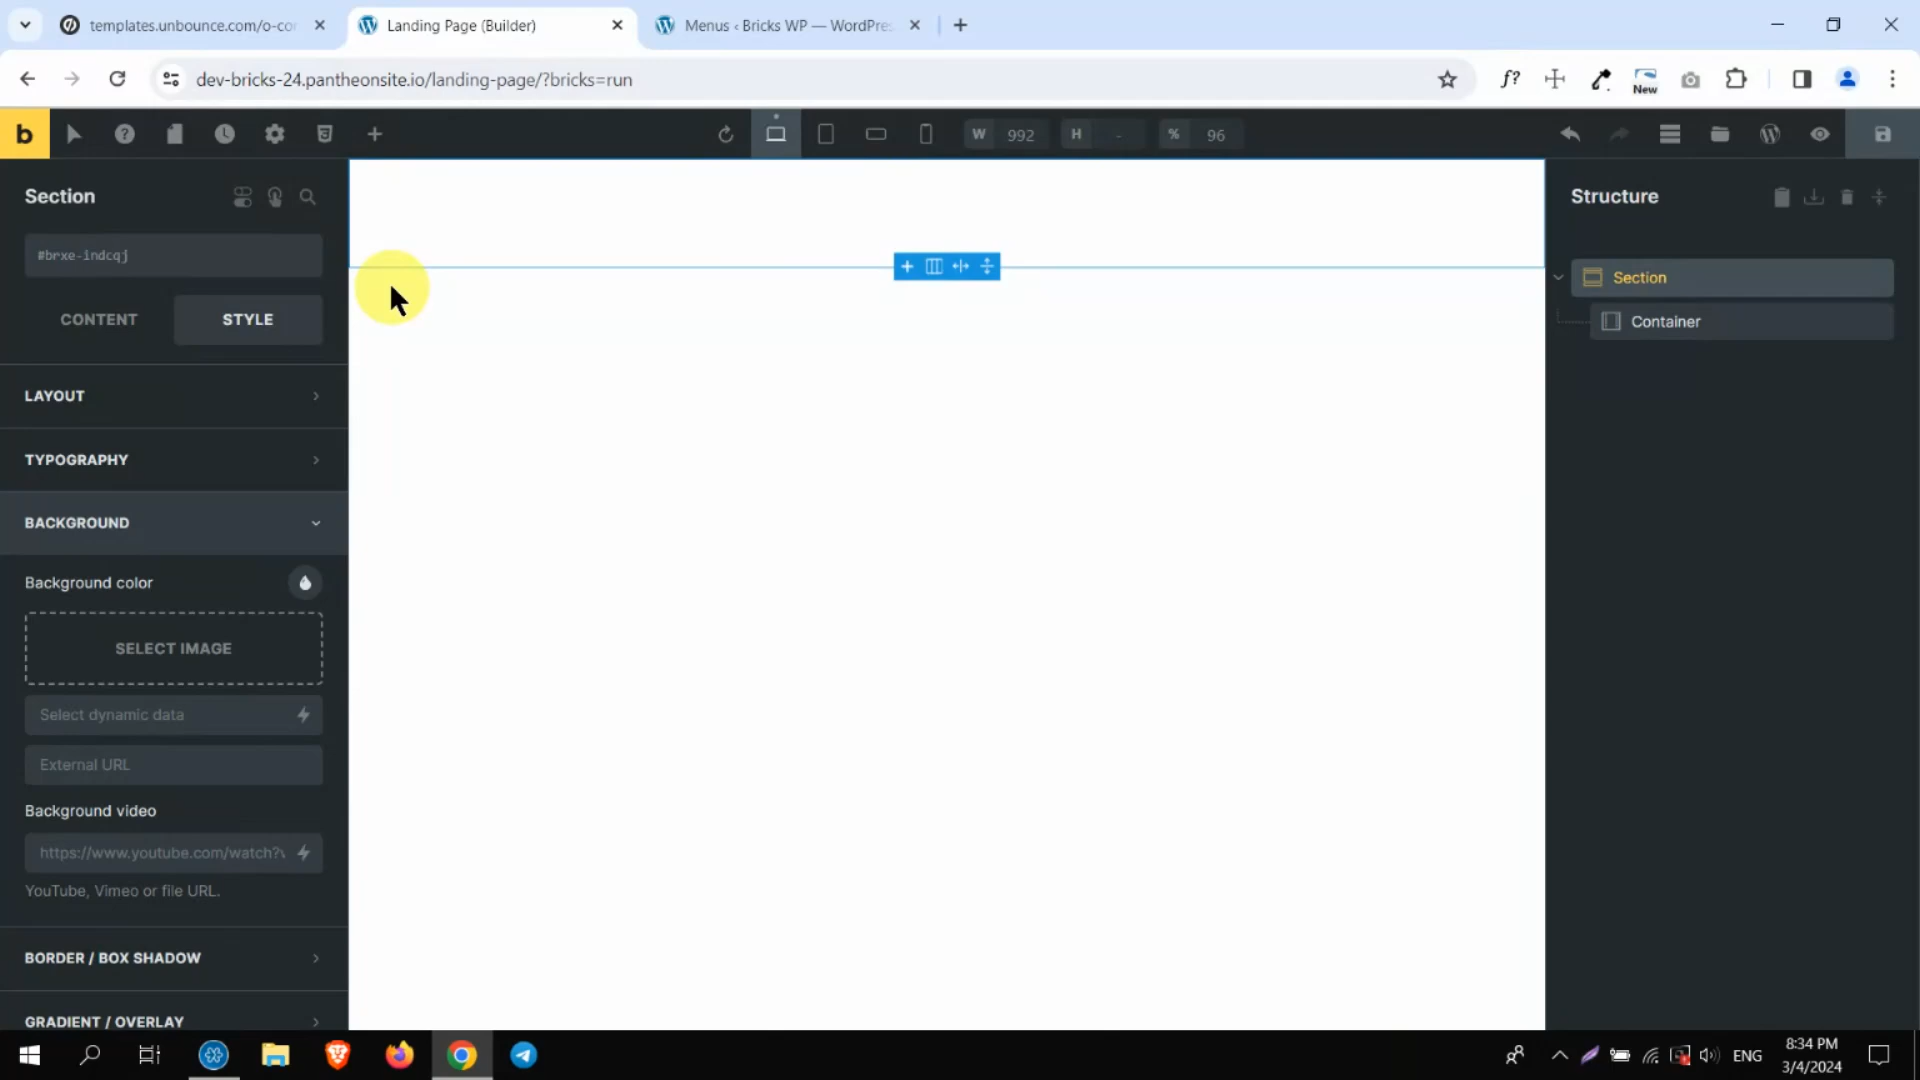 templates.unbounce.com/o-cor
Landing Page (Builder)
Menus ‹ Bricks WP — WordPres
dev-bricks-24.pantheonsite.io/landing-page/?bricks=run
f?
New
b
W 992 H - % 96
Section
#brxe-indcqj
CONTENT STYLE
LAYOUT
TYPOGRAPHY
BACKGROUND
Background color
SELECT IMAGE
Select dynamic data
External URL
Background video
https://www.youtube.com/watch?v
YouTube, Vimeo or file URL.
BORDER / BOX SHADOW
GRADIENT / OVERLAY
Structure
Section
Container
ENG
8:34 PM
3/4/2024